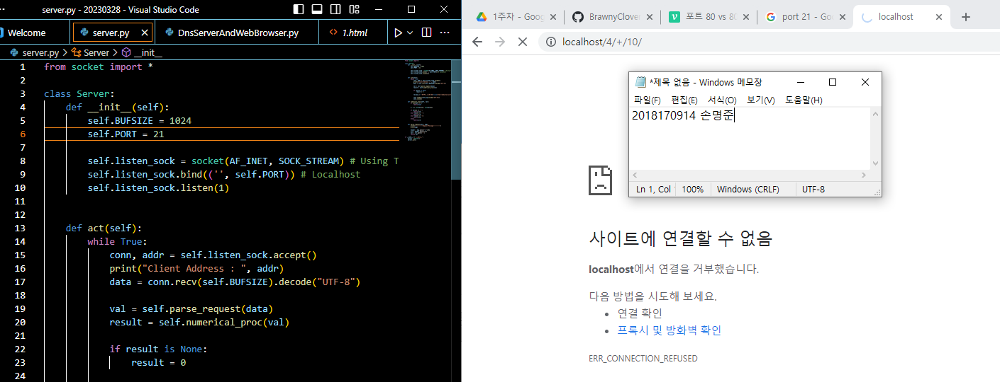 server.py - 20230328 - Visual Studio Code
Welcome
server.py
DnsServerAndWebBrowser.py
1.html
server.py > Server > __init__
1 from socket import *
2
3 class Server:
4 def __init__(self):
5 self.BUFSIZE = 1024
6 self.PORT = 21
7
8 self.listen_sock = socket(AF_INET, SOCK_STREAM) # Using T
9 self.listen_sock.bind(('', self.PORT)) # Localhost
10 self.listen_sock.listen(1)
11
12
13 def act(self):
14 while True:
15 conn, addr = self.listen_sock.accept()
16 print("Client Address : ", addr)
17 data = conn.recv(self.BUFSIZE).decode("UTF-8")
18
19 val = self.parse_request(data)
20 result = self.numerical_proc(val)
21
22 if result is None:
23 result = 0
24
1주차 - Goog
BrawnyClover
포트 80 vs 80
port 21 - Goo
localhost
localhost/4/+/10/
*제목 없음 - Windows 메모장
파일(F) 편집(E) 서식(O) 보기(V) 도움말(H)
2018170914 손명준
Ln 1, Col 100% Windows (CRLF) UTF-8
사이트에 연결할 수 없음
localhost에서 연결을 거부했습니다.
다음 방법을 시도해 보세요.
• 연결 확인
• 프록시 및 방화벽 확인
ERR_CONNECTION_REFUSED